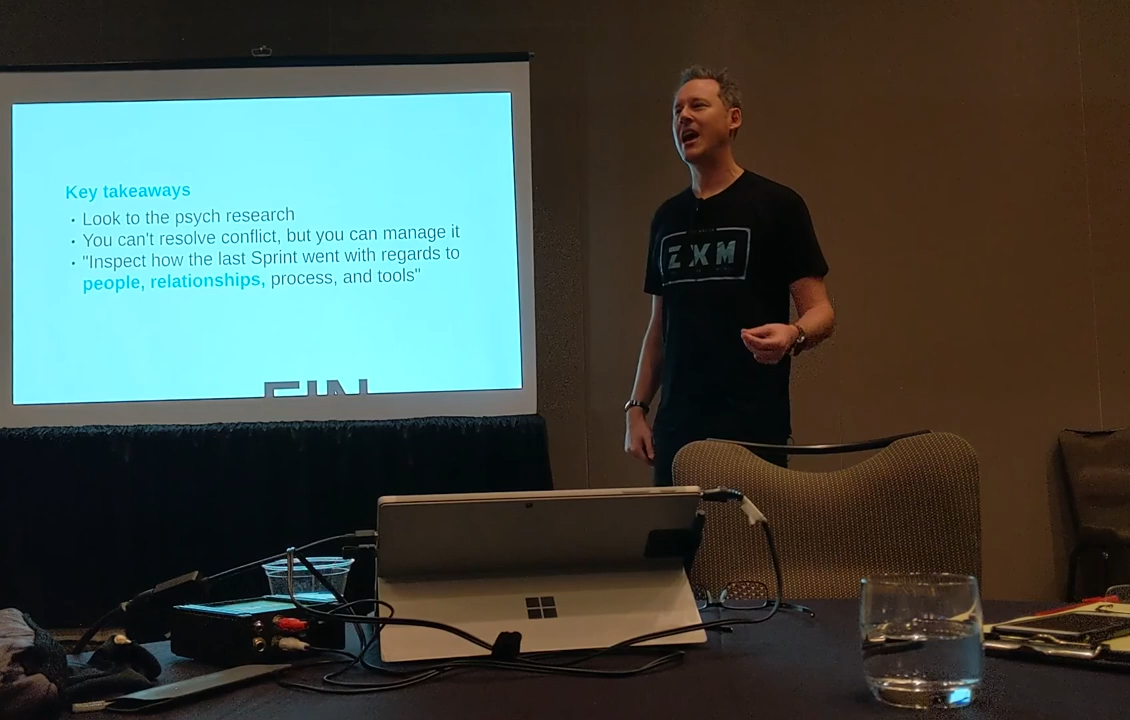 Key takeaways
• Look to the psych research
• You can't resolve conflict, but you can manage it
• "Inspect how the last Sprint went with regards to
people, relationships, process, and tools"